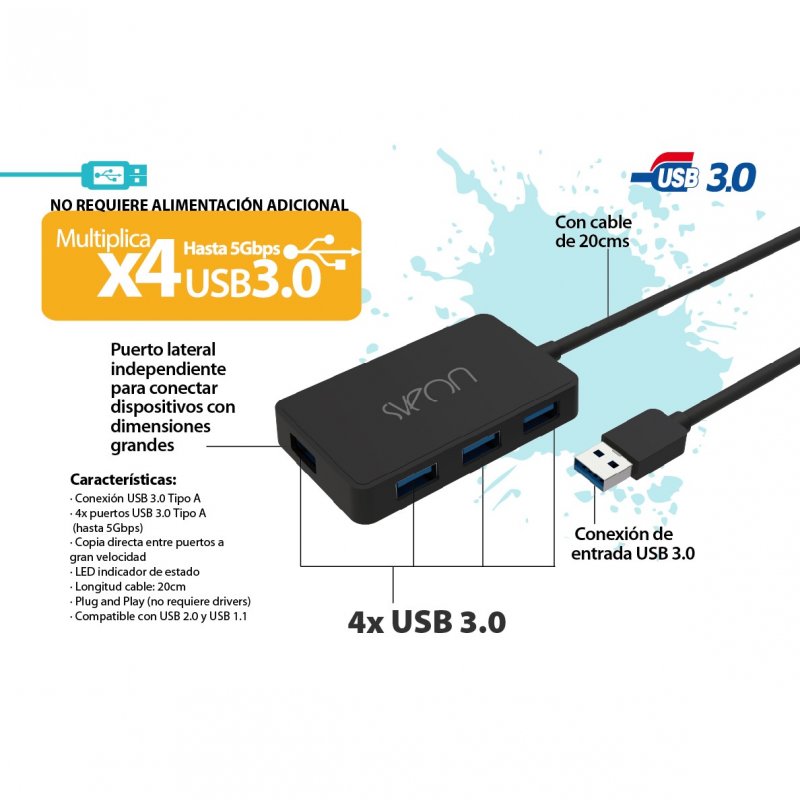 NO REQUIERE ALIMENTACIÓN ADICIONAL
Multiplica
x4
Hasta 5Gbps
USB3.0
USB 3.0
Con cable
de 20cms
Puerto lateral
independiente
para conectar
dispositivos con
dimensiones
grandes
sveon
Características:
· Conexión USB 3.0 Tipo A
· 4x puertos USB 3.0 Tipo A
(hasta 5Gbps)
· Copia directa entre puertos a
gran velocidad
· LED indicador de estado
· Longitud cable: 20cm
· Plug and Play (no requiere drivers)
· Compatible con USB 2.0 y USB 1.1
Conexión de
entrada USB 3.0
4x USB 3.0